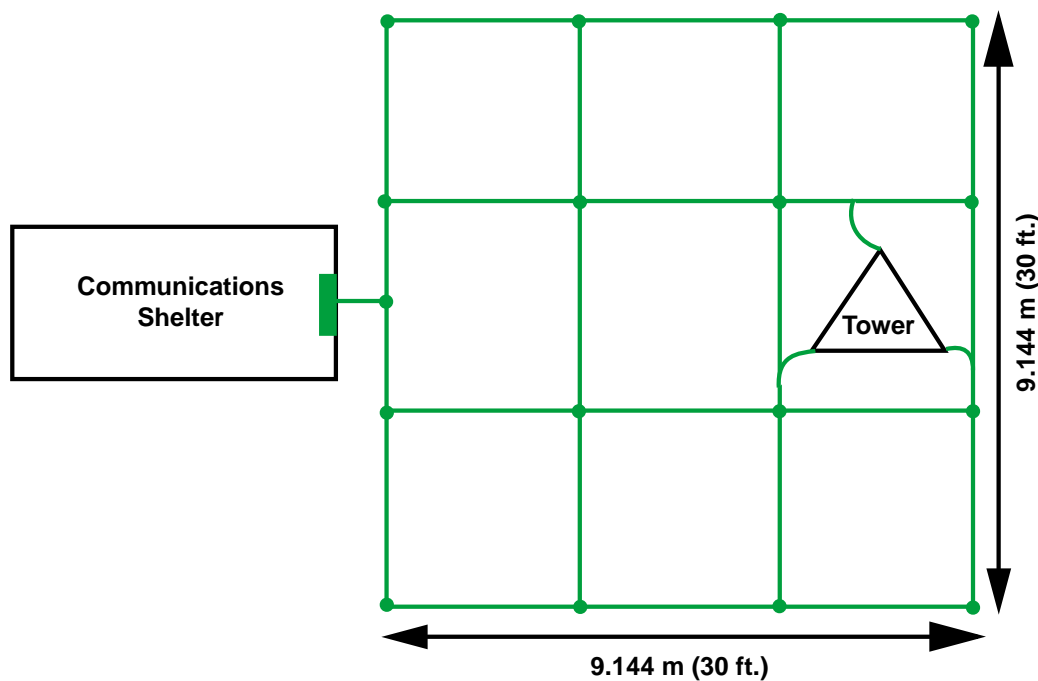 Communications
Shelter
Tower
9.144 m (30 ft.)
9.144 m (30 ft.)